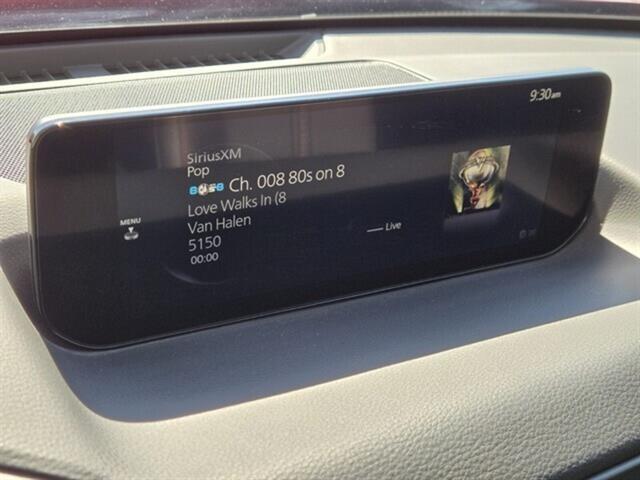 9:30am
SiriusXM
Pop
Ch. 008 80s on 8
Love Walks In (8
Van Halen
5150
00:00
Live
MENU